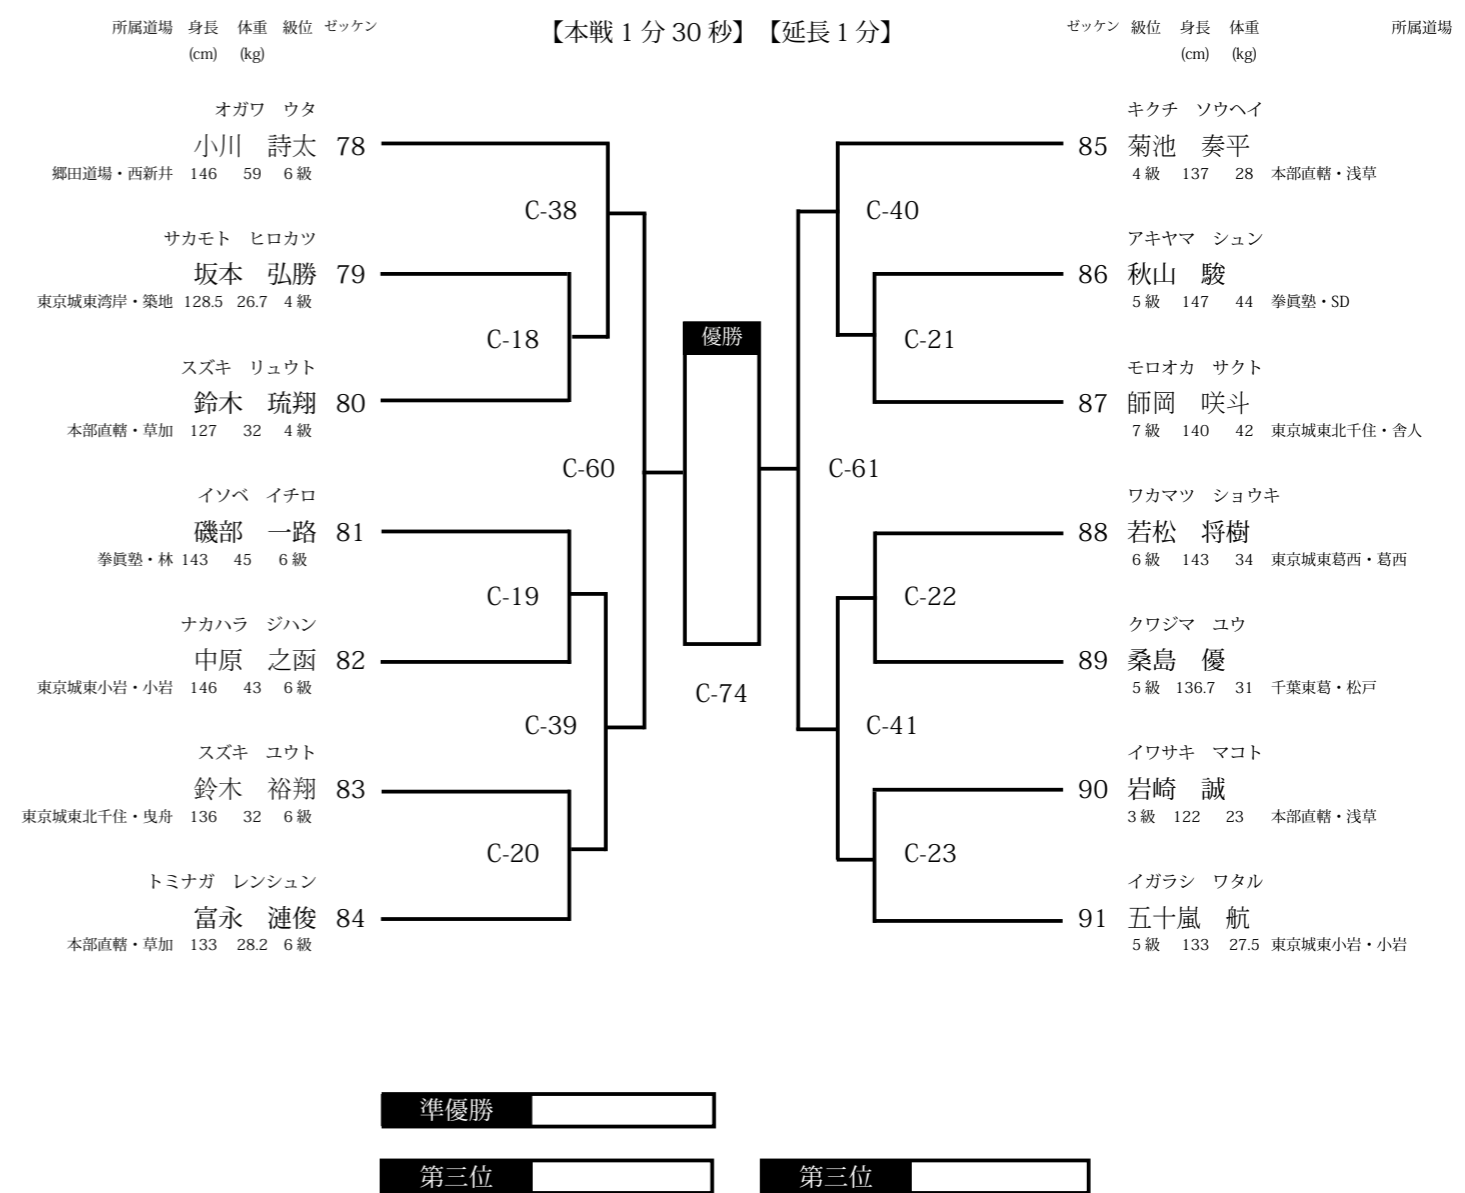 所属道場 身長 体重 級位 ゼッケン 【本戦1分30秒】【延長1分】 ゼッケン 級位 身長 体重 所属道場
(cm) (kg) (cm) (kg)
オガワ ウタ
小川 詩太 78
郷田道場・西新井 146 59 6級
C-38
サカモト ヒロカツ
坂本 弘勝 79
東京城東湾岸・築地 128.5 26.7 4級
C-18
スズキ リュウト
鈴木 琉翔 80
本部直轄・草加 127 32 4級
C-60
イソベ イチロ
磯部 一路 81
拳眞塾・林 143 45 6級
C-19
ナカハラ ジハン
中原 之函 82
東京城東小岩・小岩 146 43 6級
C-39
スズキ ユウト
鈴木 裕翔 83
東京城東北千住・曳舟 136 32 6級
C-20
トミナガ レンシュン
富永 漣俊 84
本部直轄・草加 133 28.2 6級
優勝
C-74
キクチ ソウヘイ
85 菊池 奏平
4級 137 28 本部直轄・浅草
C-40
アキヤマ シュン
86 秋山 駿
5級 147 44 拳眞塾・SD
C-21
モロオカ サクト
87 師岡 咲斗
7級 140 42 東京城東北千住・舎人
C-61
ワカマツ ショウキ
88 若松 将樹
6級 143 34 東京城東葛西・葛西
C-22
クワジマ ユウ
89 桑島 優
5級 136.7 31 千葉東葛・松戸
C-41
イワサキ マコト
90 岩崎 誠
3級 122 23 本部直轄・浅草
C-23
イガラシ ワタル
91 五十嵐 航
5級 133 27.5 東京城東小岩・小岩
準優勝
第三位 第三位